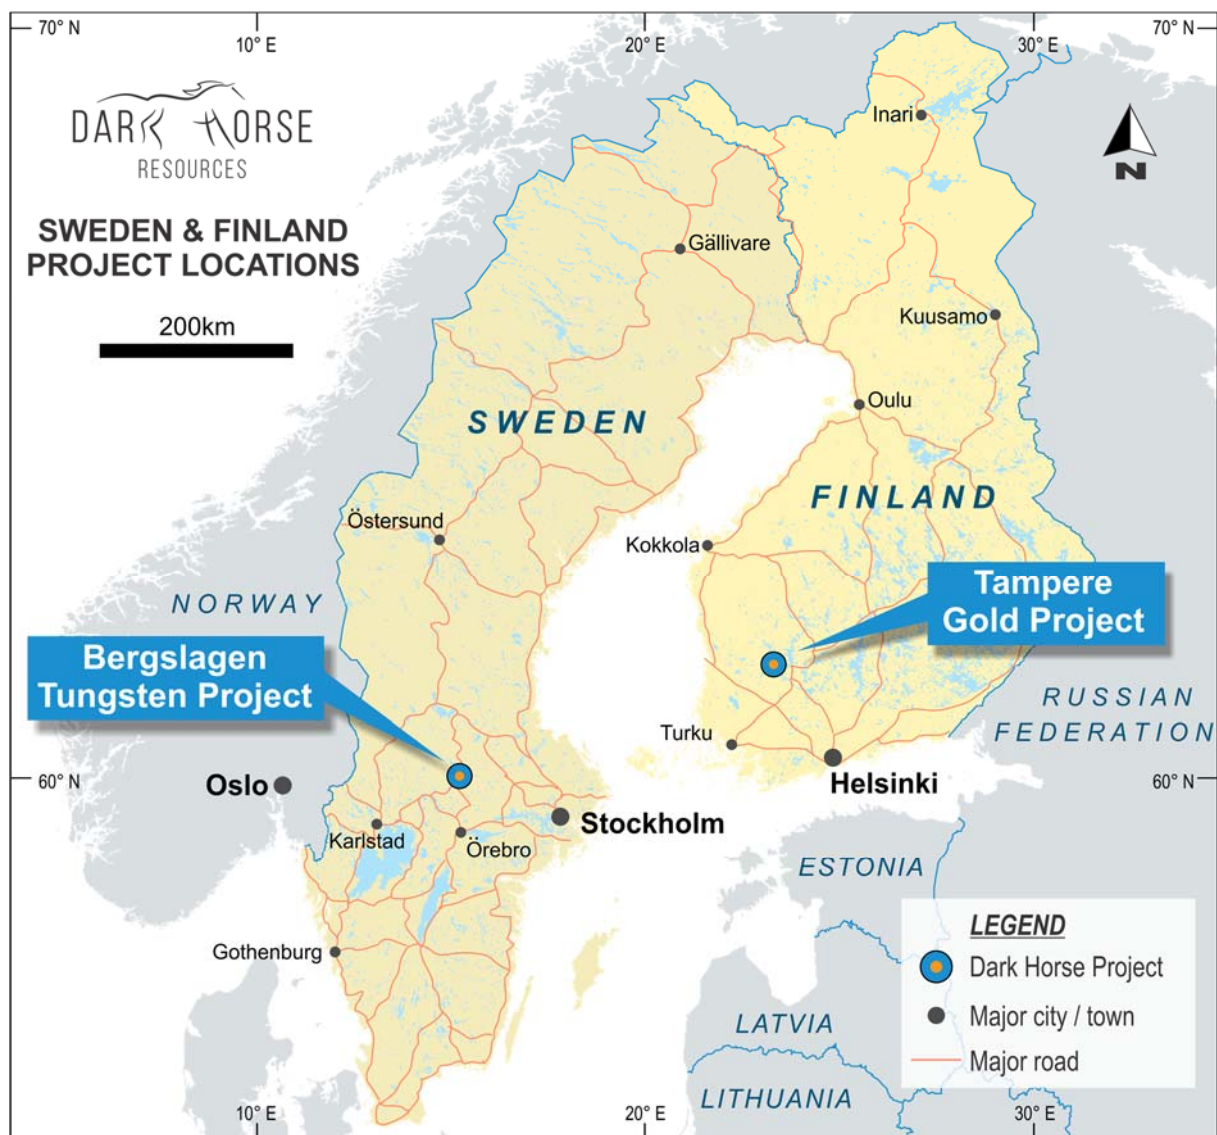 70° N
10° E
20° E
30° E
70° N
DARK HORSE
RESOURCES
SWEDEN & FINLAND
PROJECT LOCATIONS
200km
Inari
N
Gällivare
Kuusamo
Oulu
SWEDEN
FINLAND
Östersund
Kokkola
NORWAY
Tampere
Gold Project
Bergslagen
Tungsten Project
RUSSIAN
FEDERATION
Turku
Helsinki
60° N
60° N
Oslo
Stockholm
Karlstad
Örebro
ESTONIA
Gothenburg
LEGEND
Dark Horse Project
Major city / town
Major road
LATVIA
LITHUANIA
10° E
20° E
30° E